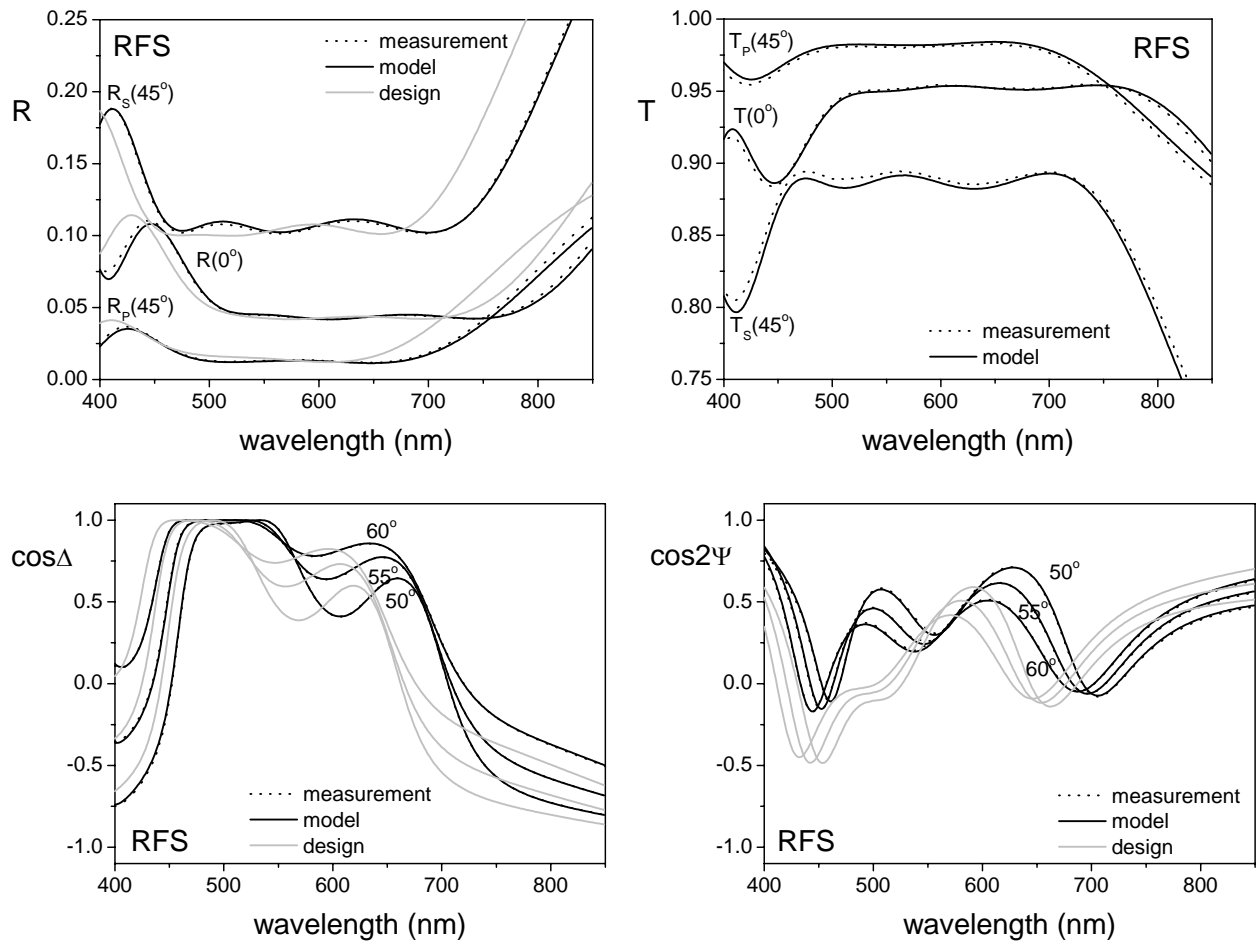 RFS
measurement
model
design
R
R_S(45°)
R(0°)
R_P(45°)
0.25
0.20
0.15
0.10
0.05
0.00
400 500 600 700 800
wavelength (nm)
RFS
T
T_P(45°)
T(0°)
T_S(45°)
measurement
model
1.00
0.95
0.90
0.85
0.80
0.75
400 500 600 700 800
wavelength (nm)
cosΔ
1.0
0.5
0.0
-0.5
-1.0
60°
55°
50°
measurement
model
design
RFS
400 500 600 700 800
wavelength (nm)
cos2Ψ
1.0
0.5
0.0
-0.5
-1.0
50°
55°
60°
measurement
model
design
RFS
400 500 600 700 800
wavelength (nm)